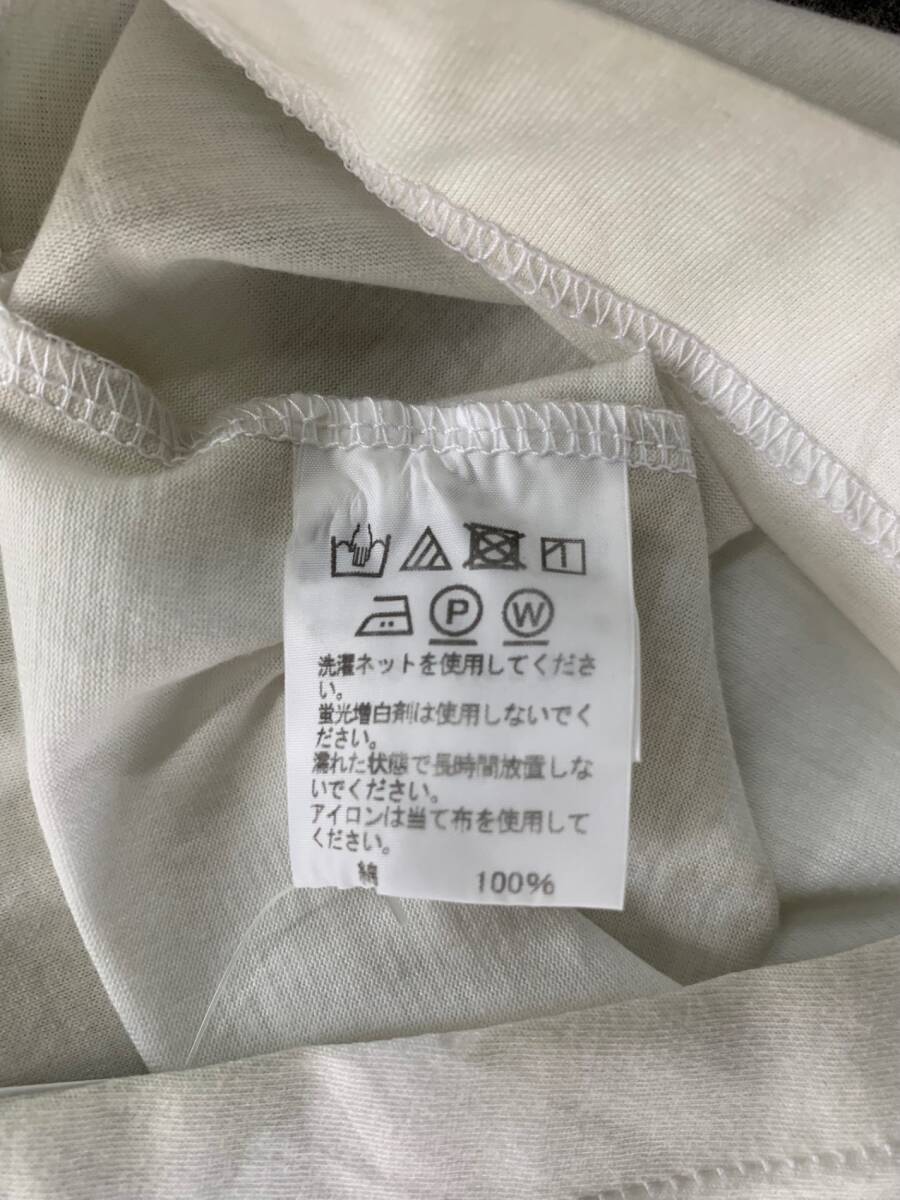 P W
洗濯ネットを使用してくださ
い。
蛍光増白剤は使用しないでく
ださい。
濡れた状態で長時間放置しな
いでください。
アイロンは当て布を使用して
ください。
綿 100%